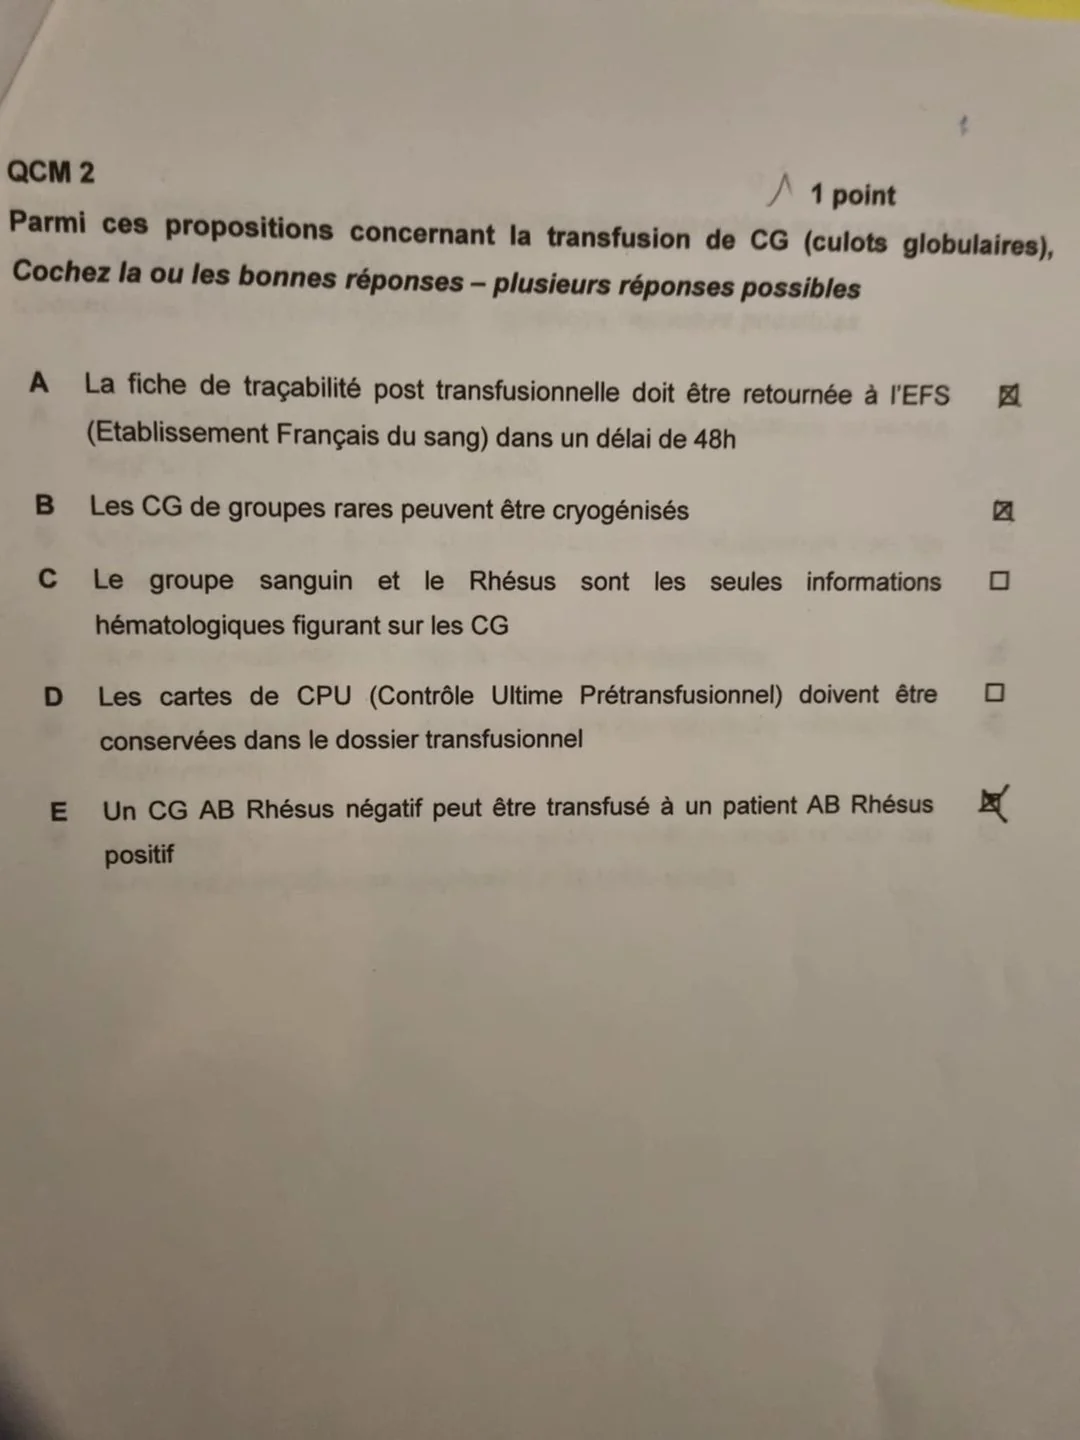 QCM 2
1 point
Parmi ces propositions concernant la transfusion de CG (culots globulaires),
Cochez la ou les bonnes réponses – plusieurs réponses possibles
A La fiche de traçabilité post transfusionnelle doit être retournée à l'EFS ☒
(Etablissement Français du sang) dans un délai de 48h
B Les CG de groupes rares peuvent être cryogénisés ☒
C Le groupe sanguin et le Rhésus sont les seules informations ☐
hématologiques figurant sur les CG
D Les cartes de CPU (Contrôle Ultime Prétransfusionnel) doivent être ☐
conservées dans le dossier transfusionnel
E Un CG AB Rhésus négatif peut être transfusé à un patient AB Rhésus ☒
positif